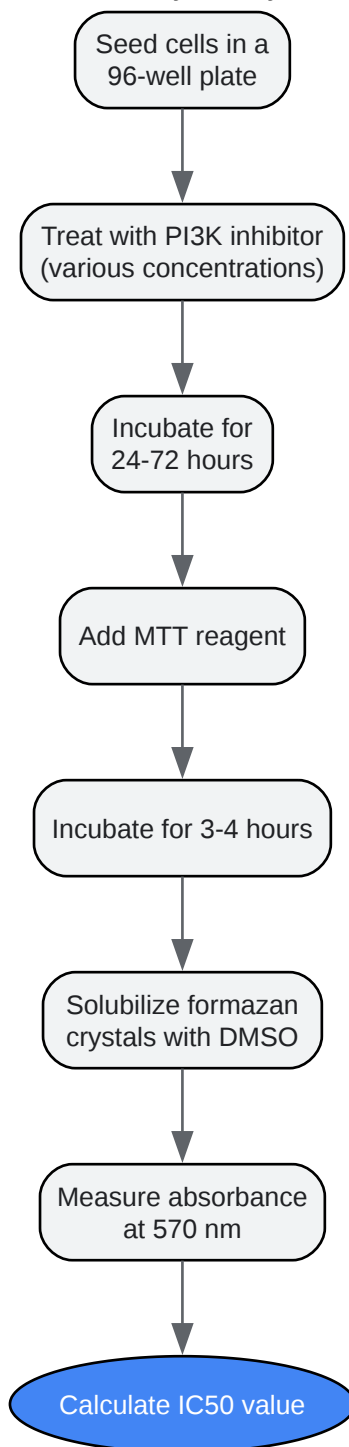 Seed cells in a
96-well plate
Treat with PI3K inhibitor
(various concentrations)
Incubate for
24-72 hours
Add MTT reagent
Incubate for 3-4 hours
Solubilize formazan
crystals with DMSO
Measure absorbance
at 570 nm
Calculate IC50 value